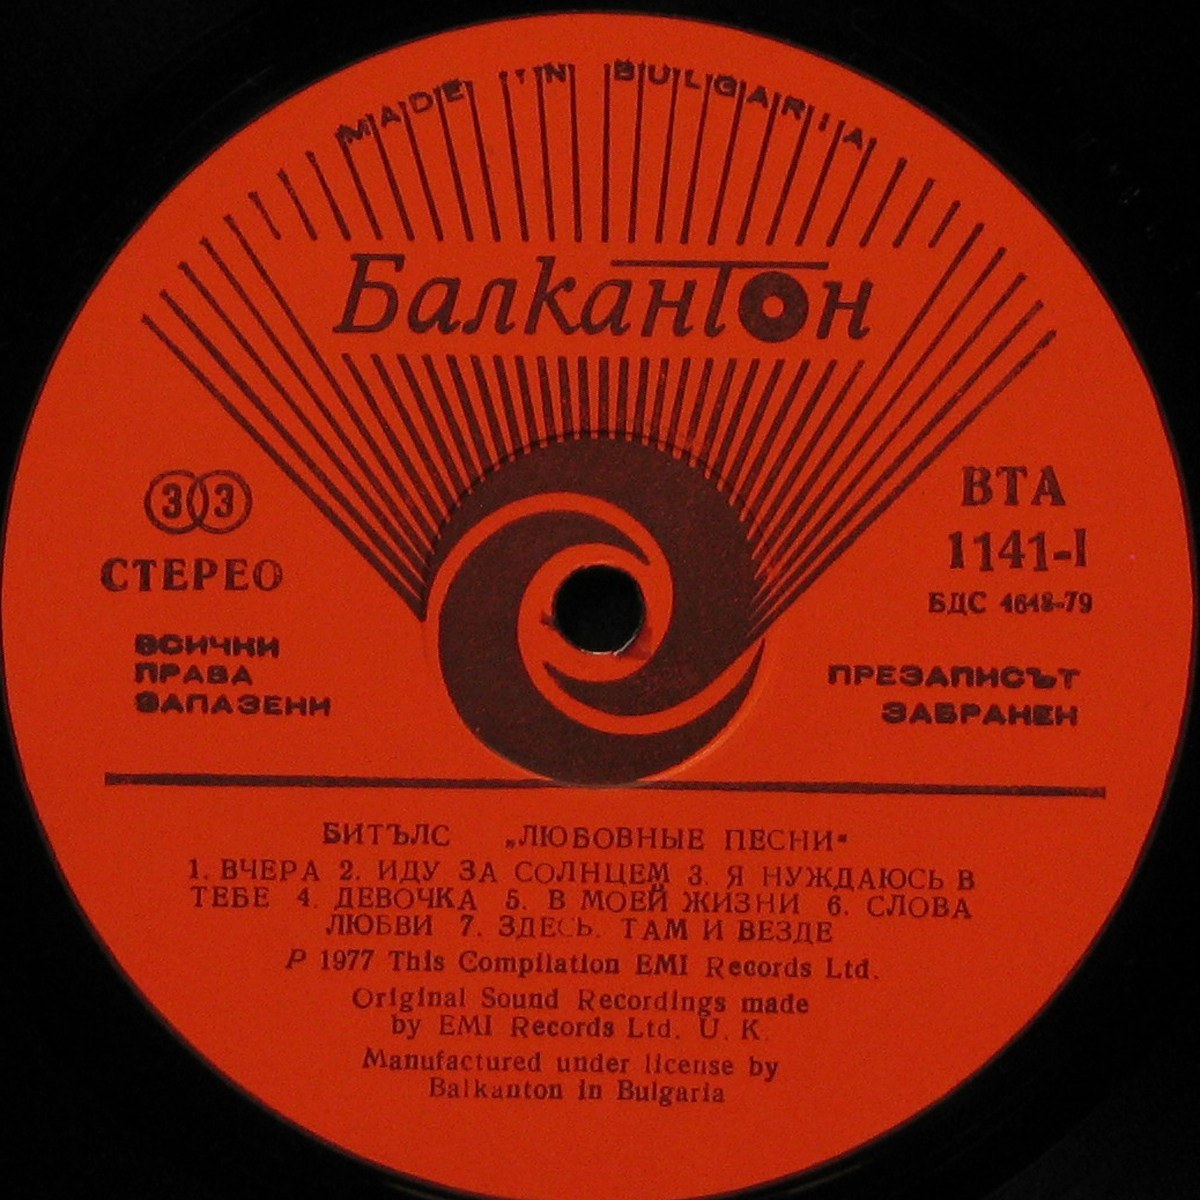 MADE IN BULGARIA
Балкантон
33
СТЕРЕО
ВСИЧКИ
ПРАВА
ЗАПАЗЕНИ
ВТА
1141-I
БДС 4648-79
ПРЕЗАПИСЪТ
ЗАБРАНЕН
БИТЪЛС „ЛЮБОВНЫЕ ПЕСНИ"
1. ВЧЕРА 2. ИДУ ЗА СОЛНЦЕМ 3. Я НУЖДАЮСЬ В
ТЕБЕ 4. ДЕВОЧКА 5. В МОЕЙ ЖИЗНИ 6. СЛОВА
ЛЮБВИ 7. ЗДЕСЬ. ТАМ И ВЕЗДЕ
P 1977 This Compilation EMI Records Ltd.
Original Sound Recordings made
by EMI Records Ltd. U. K.
Manufactured under license by
Balkanton in Bulgaria